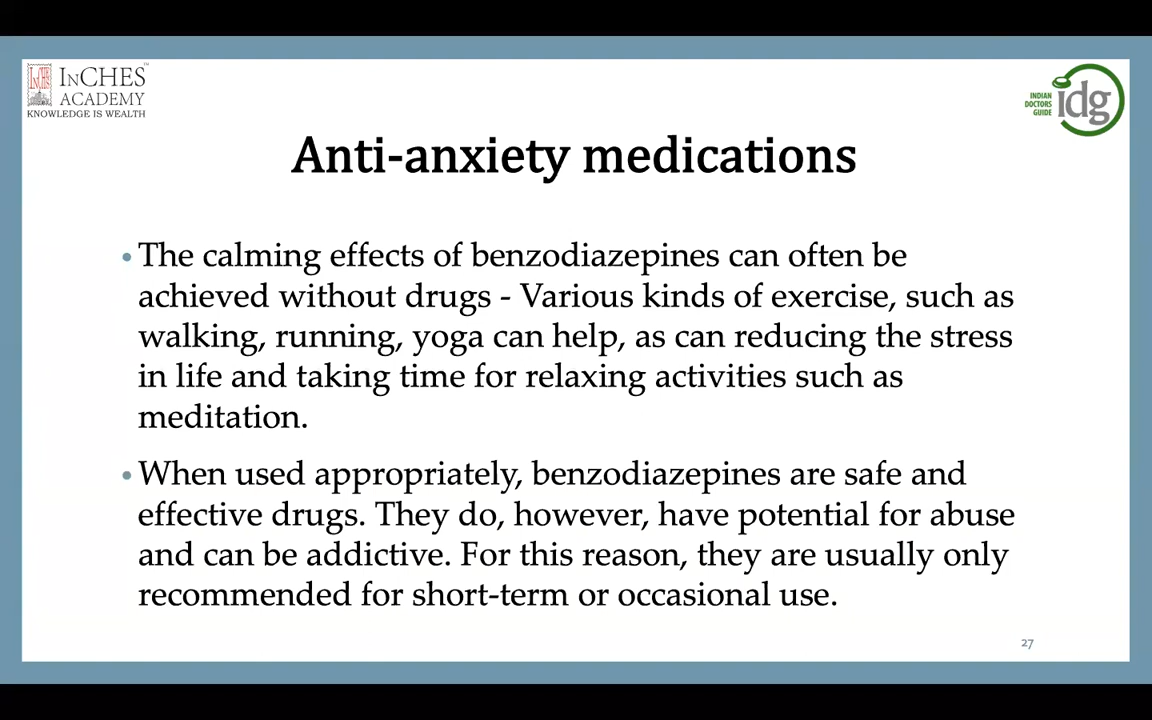 InCHES
ACADEMY
KNOWLEDGE IS WEALTH
INDIAN
DOCTORS
GUIDE
idg
Anti-anxiety medications
• The calming effects of benzodiazepines can often be
achieved without drugs - Various kinds of exercise, such as
walking, running, yoga can help, as can reducing the stress
in life and taking time for relaxing activities such as
meditation.
• When used appropriately, benzodiazepines are safe and
effective drugs. They do, however, have potential for abuse
and can be addictive. For this reason, they are usually only
recommended for short-term or occasional use.
27